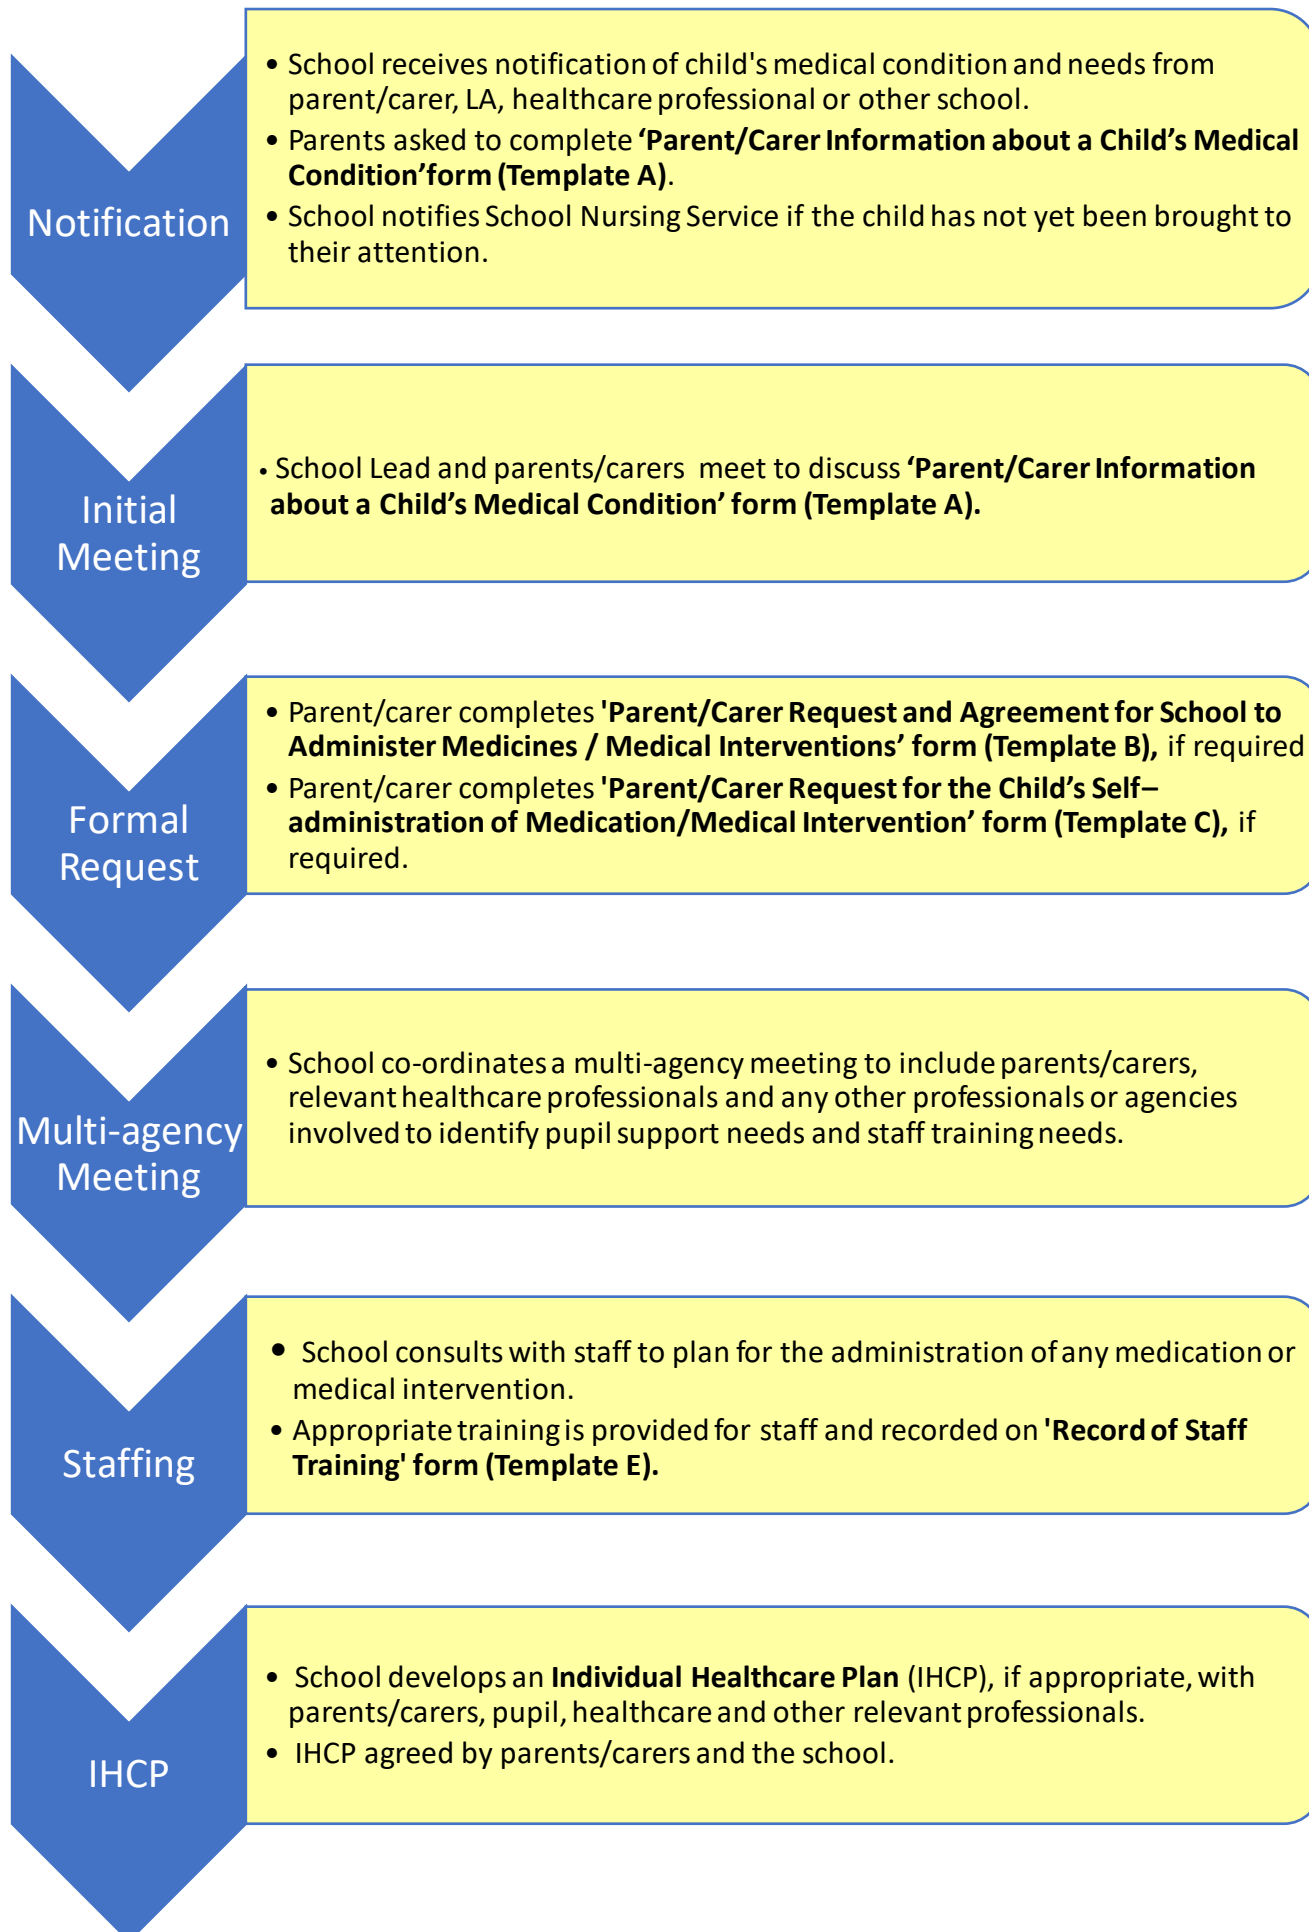 Notification
• School receives notification of child's medical condition and needs from
parent/carer, LA, healthcare professional or other school.
• Parents asked to complete ‘Parent/Carer Information about a Child’s Medical
Condition’form (Template A).
• School notifies School Nursing Service if the child has not yet been brought to
their attention.
Initial
Meeting
• School Lead and parents/carers meet to discuss ‘Parent/Carer Information
about a Child’s Medical Condition’ form (Template A).
Formal
Request
• Parent/carer completes 'Parent/Carer Request and Agreement for School to
Administer Medicines / Medical Interventions’ form (Template B), if required
• Parent/carer completes 'Parent/Carer Request for the Child’s Self–
administration of Medication/Medical Intervention’ form (Template C), if
required.
Multi-agency
Meeting
• School co-ordinates a multi-agency meeting to include parents/carers,
relevant healthcare professionals and any other professionals or agencies
involved to identify pupil support needs and staff training needs.
Staffing
• School consults with staff to plan for the administration of any medication or
medical intervention.
• Appropriate training is provided for staff and recorded on 'Record of Staff
Training' form (Template E).
IHCP
• School develops an Individual Healthcare Plan (IHCP), if appropriate, with
parents/carers, pupil, healthcare and other relevant professionals.
• IHCP agreed by parents/carers and the school.